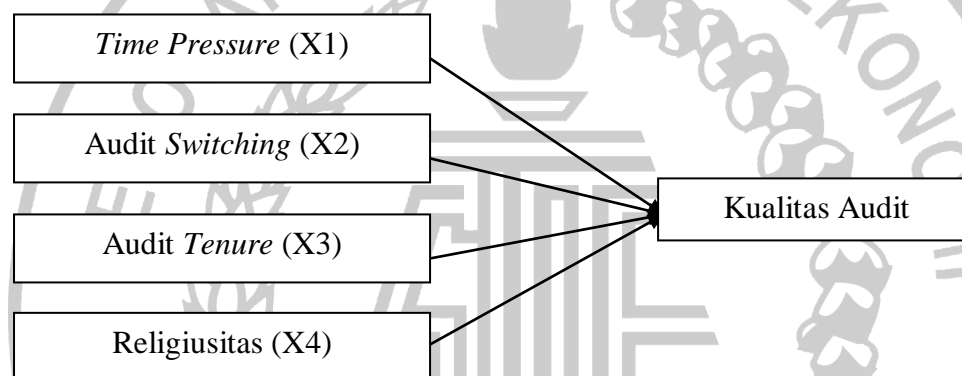 Time Pressure (X1)
Audit Switching (X2)
Audit Tenure (X3)
Religiusitas (X4)
Kualitas Audit